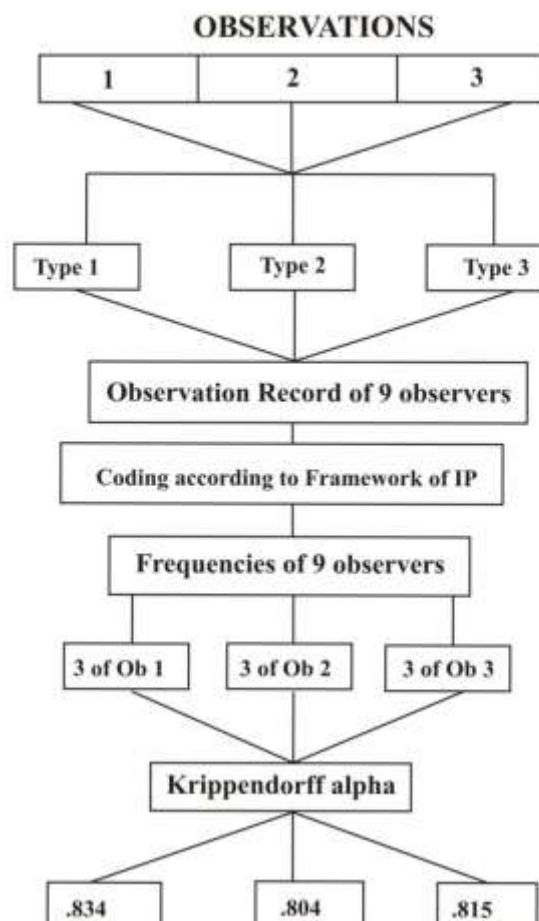 OBSERVATIONS
1 2 3
Type 1 Type 2 Type 3
Observation Record of 9 observers
Coding according to Framework of IP
Frequencies of 9 observers
3 of Ob 1 3 of Ob 2 3 of Ob 3
Krippendorff alpha
.834 .804 .815